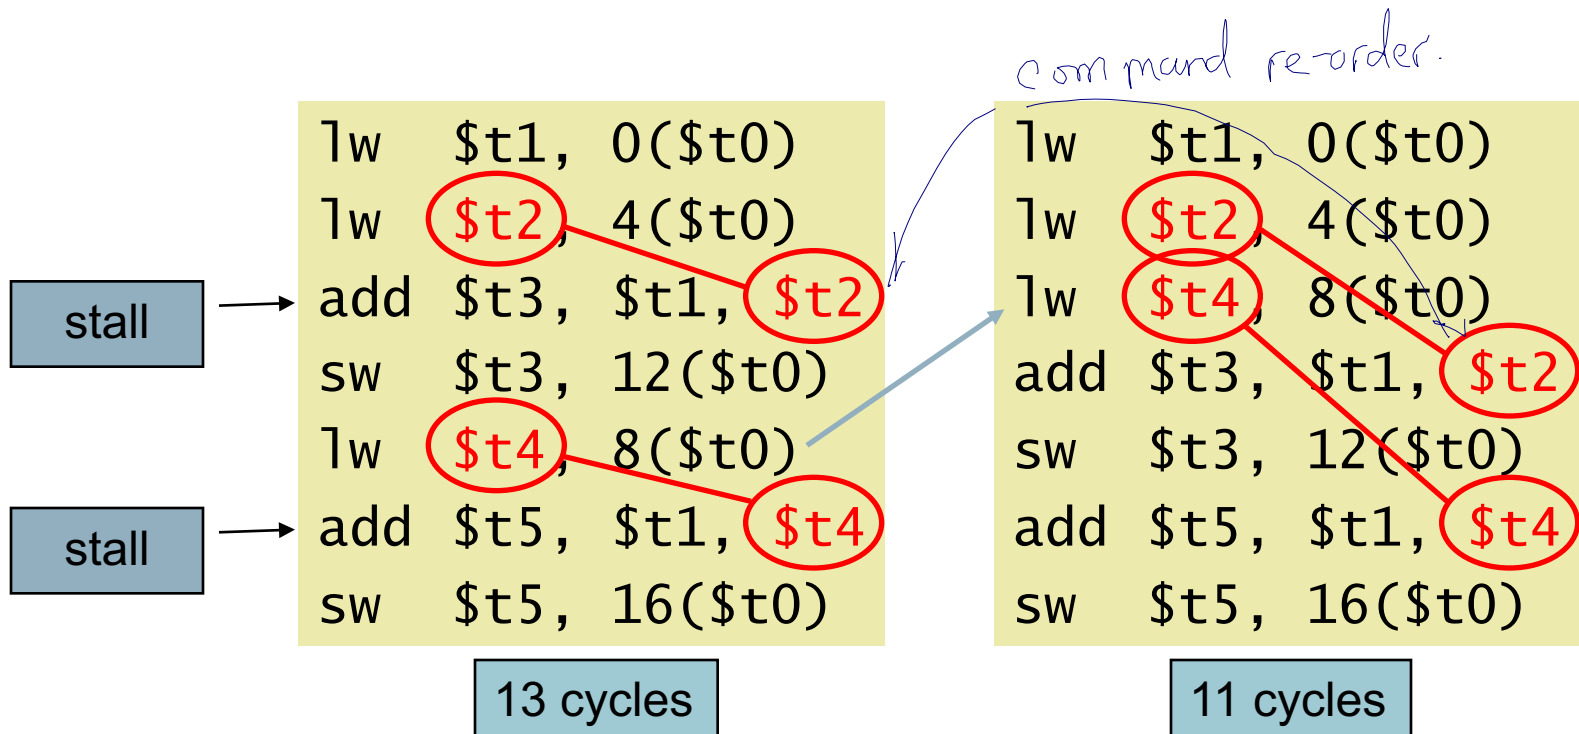 command re-order.
lw $t1, 0($t0)
lw $t2, 4($t0)
add $t3, $t1, $t2
sw $t3, 12($t0)
lw $t4, 8($t0)
add $t5, $t1, $t4
sw $t5, 16($t0)
stall
stall
13 cycles
lw $t1, 0($t0)
lw $t2, 4($t0)
lw $t4, 8($t0)
add $t3, $t1, $t2
sw $t3, 12($t0)
add $t5, $t1, $t4
sw $t5, 16($t0)
11 cycles